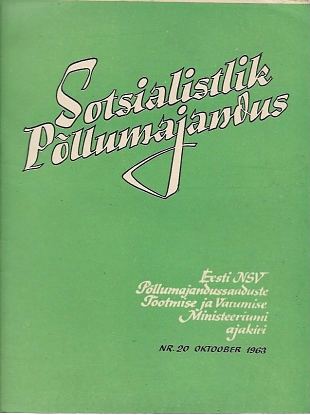 Sotsialistlik
Põllumajandus
Eesti NSV
Põllumajandussaaduste
Tootmise ja Varumise
Ministeeriumi
ajakiri
NR. 20 OKTOOBER 1963